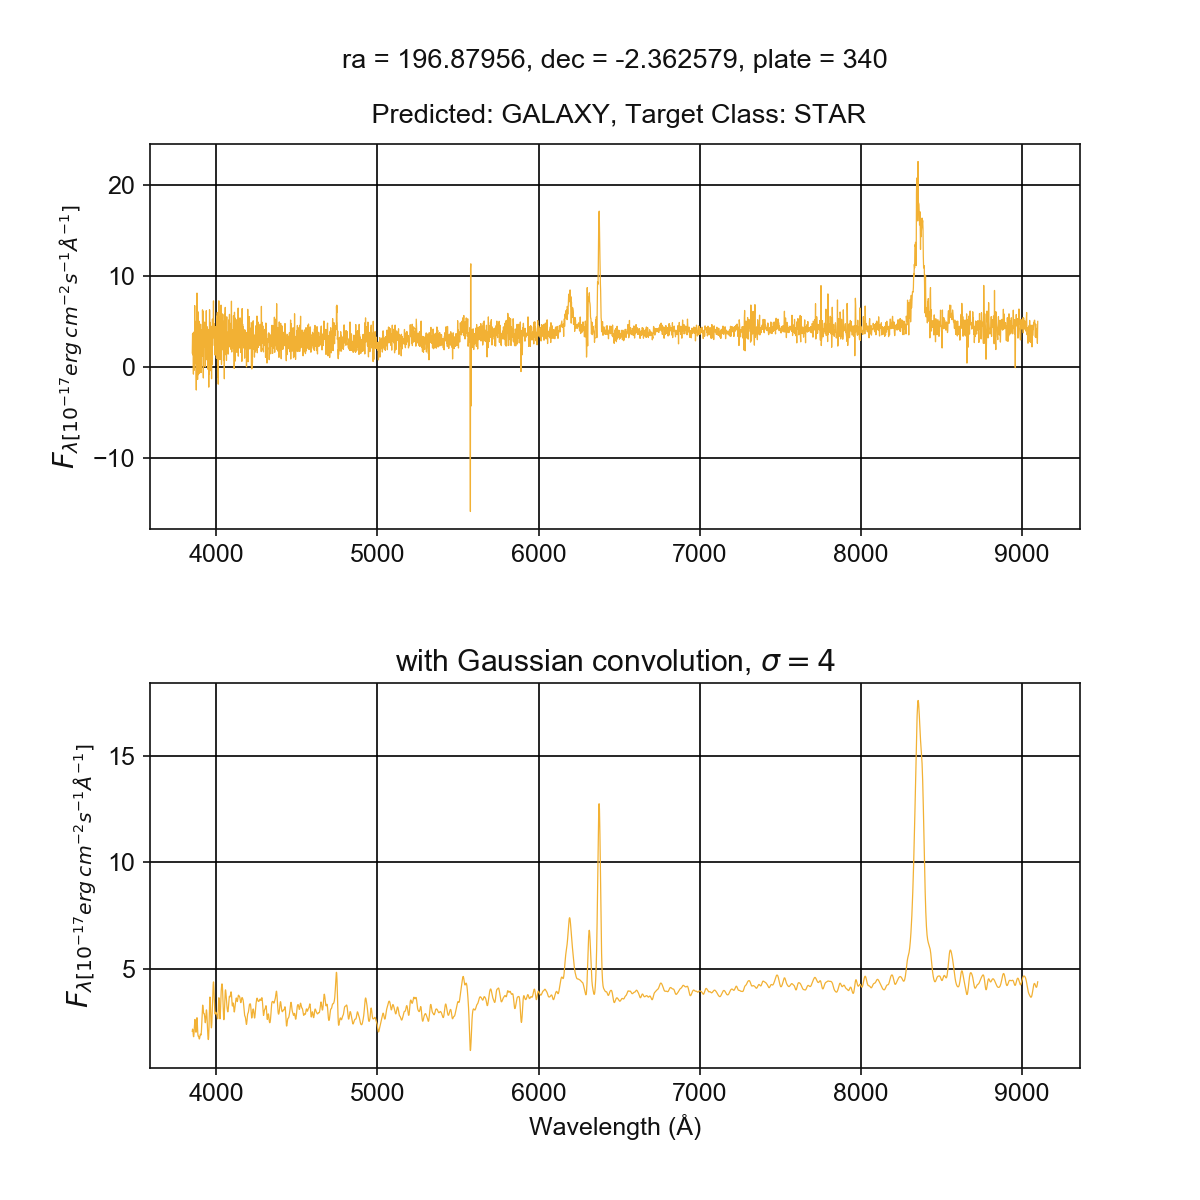 ra = 196.87956, dec = -2.362579, plate = 340
Predicted: GALAXY, Target Class: STAR
F_λ[10^−17 erg cm^−2 s^−1 Å^−1]
20
10
0
−10
4000 5000 6000 7000 8000 9000
with Gaussian convolution, σ = 4
F_λ[10^−17 erg cm^−2 s^−1 Å^−1]
15
10
5
4000 5000 6000 7000 8000 9000
Wavelength (Å)